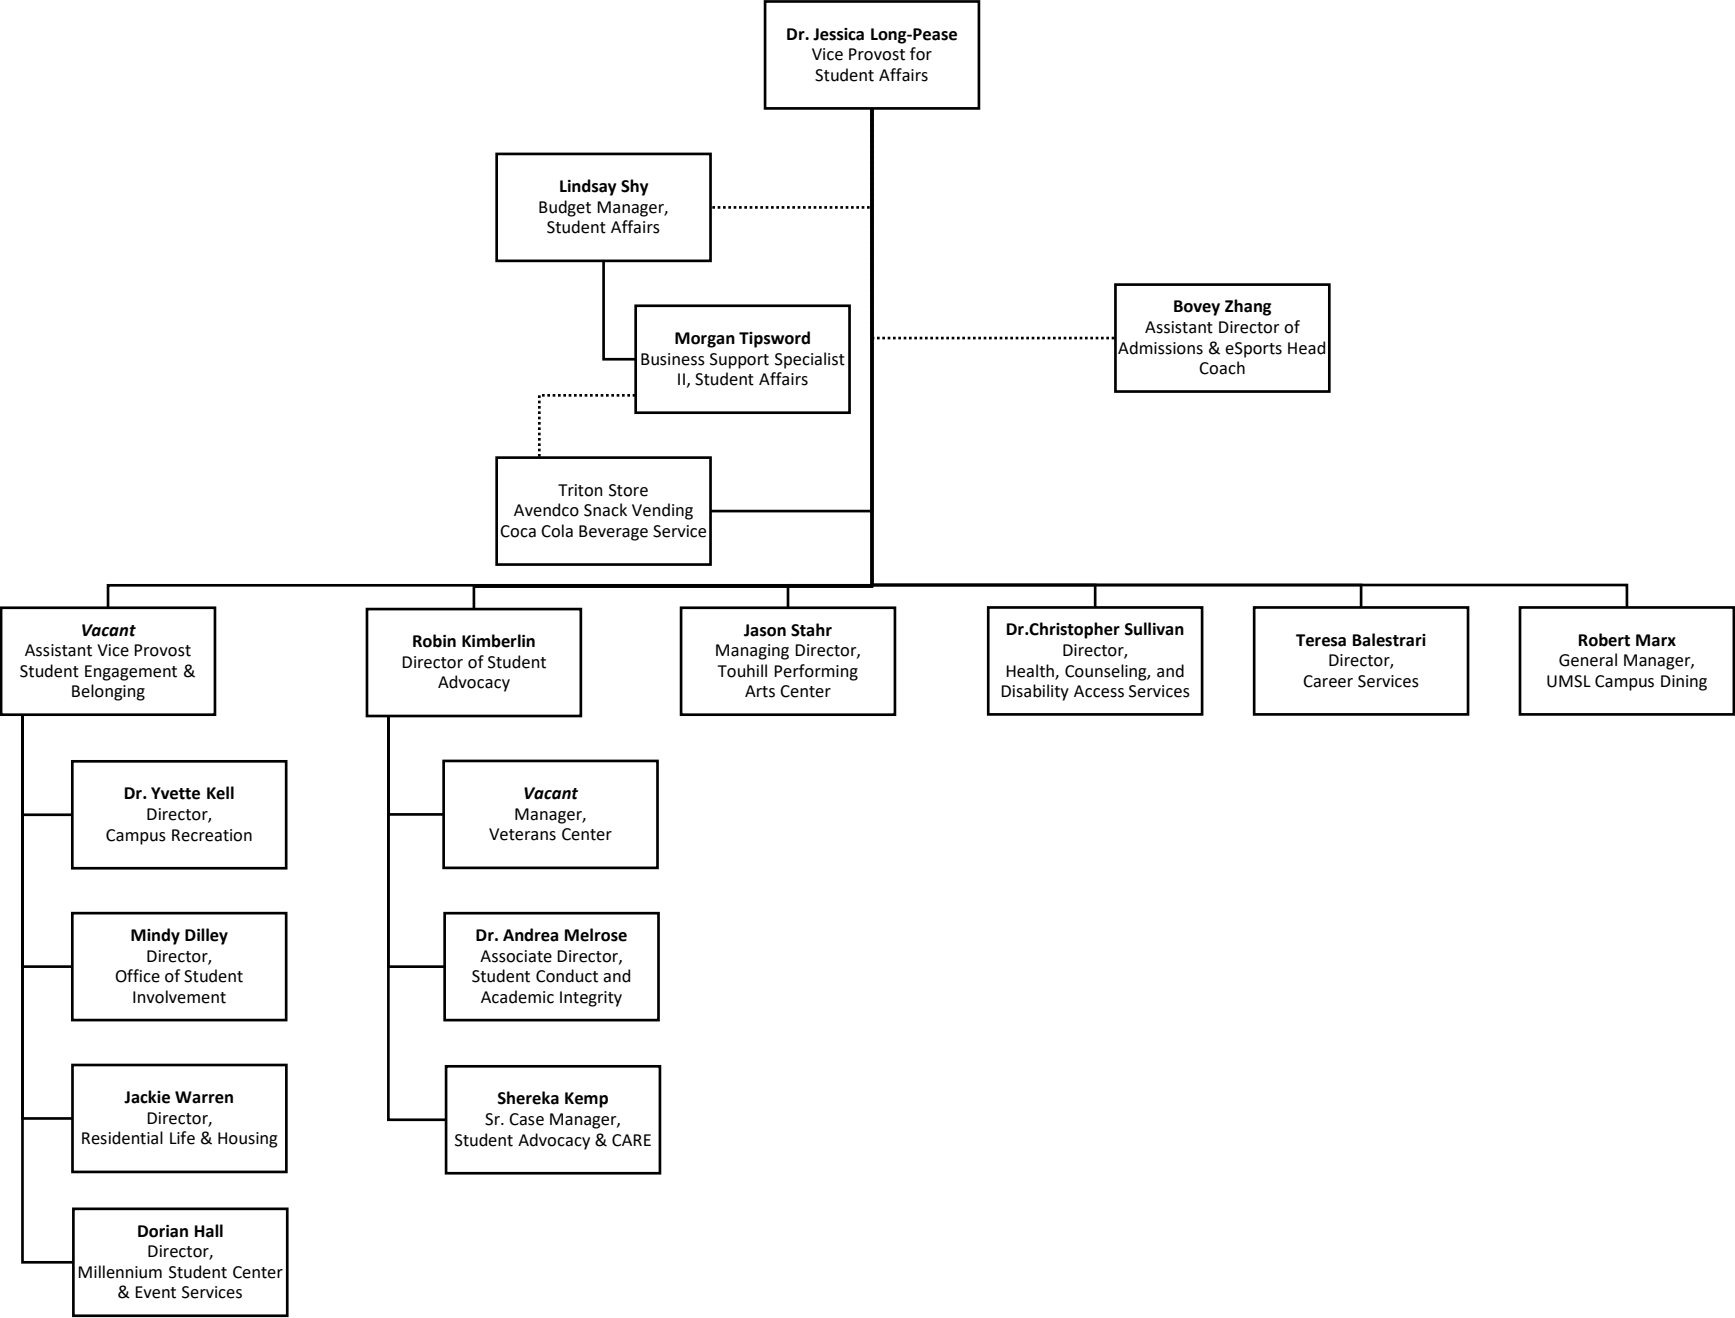 Dr. Jessica Long-Pease
Vice Provost for
Student Affairs
Lindsay Shy
Budget Manager,
Student Affairs
Bovey Zhang
Assistant Director of
Admissions & eSports Head
Coach
Morgan Tipsword
Business Support Specialist
II, Student Affairs
Triton Store
Avendco Snack Vending
Coca Cola Beverage Service
Vacant
Assistant Vice Provost
Student Engagement &
Belonging
Robin Kimberlin
Director of Student
Advocacy
Jason Stahr
Managing Director,
Touhill Performing
Arts Center
Dr.Christopher Sullivan
Director,
Health, Counseling, and
Disability Access Services
Teresa Balestrari
Director,
Career Services
Robert Marx
General Manager,
UMSL Campus Dining
Dr. Yvette Kell
Director,
Campus Recreation
Vacant
Manager,
Veterans Center
Mindy Dilley
Director,
Office of Student
Involvement
Dr. Andrea Melrose
Associate Director,
Student Conduct and
Academic Integrity
Jackie Warren
Director,
Residential Life & Housing
Shereka Kemp
Sr. Case Manager,
Student Advocacy & CARE
Dorian Hall
Director,
Millennium Student Center
& Event Services